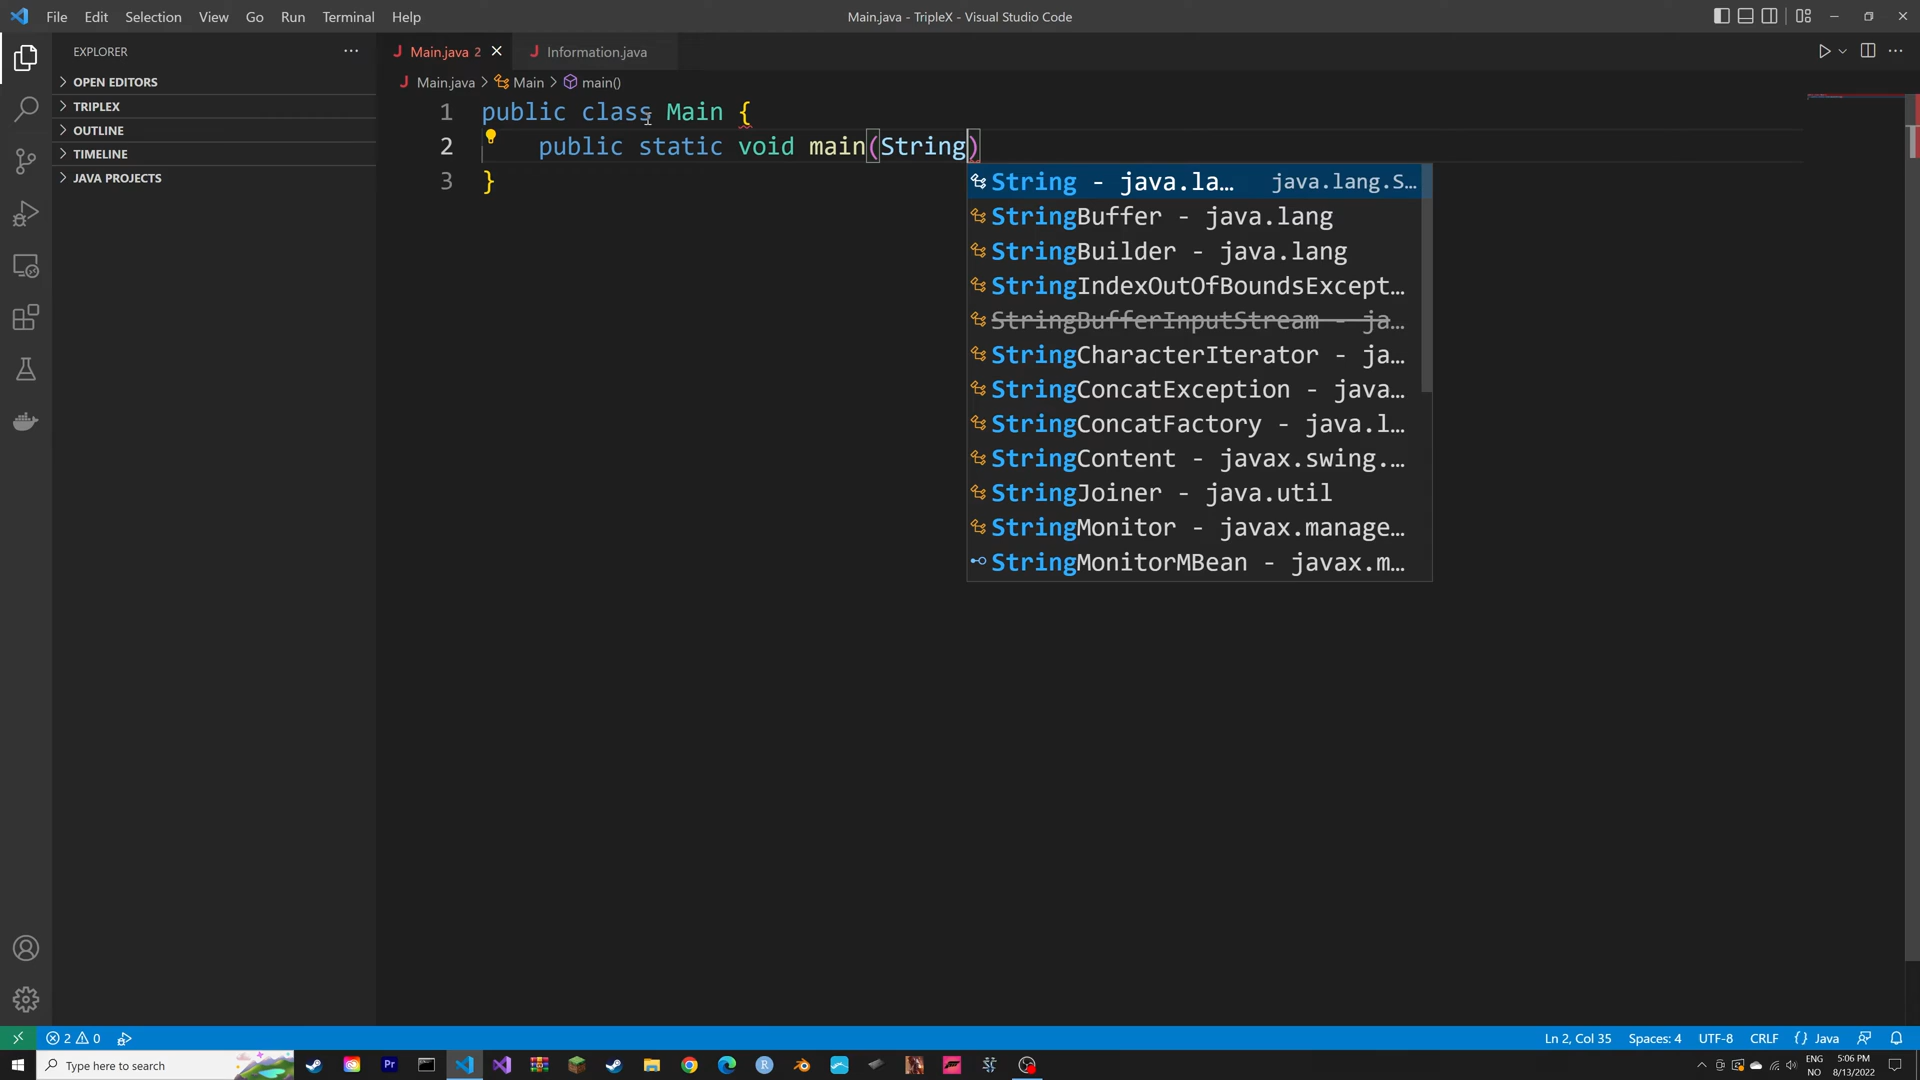 File Edit Selection View Go Run Terminal Help
Main.java - TripleX - Visual Studio Code
EXPLORER
OPEN EDITORS
TRIPLEX
OUTLINE
TIMELINE
JAVA PROJECTS
J Main.java 2
J Information.java
J Main.java > Main > main()
1 public class Main {
2 public static void main(String)
3 }
String - java.la… java.lang.S…
StringBuffer - java.lang
StringBuilder - java.lang
StringIndexOutOfBoundsExcept…
StringBufferInputStream - ja…
StringCharacterIterator - ja…
StringConcatException - java…
StringConcatFactory - java.l…
StringContent - javax.swing.…
StringJoiner - java.util
StringMonitor - javax.manage…
StringMonitorMBean - javax.m…
2 0
Ln 2, Col 35 Spaces: 4 UTF-8 CRLF {} Java
Type here to search
Pr
R
ENG
NO
5:06 PM
8/13/2022